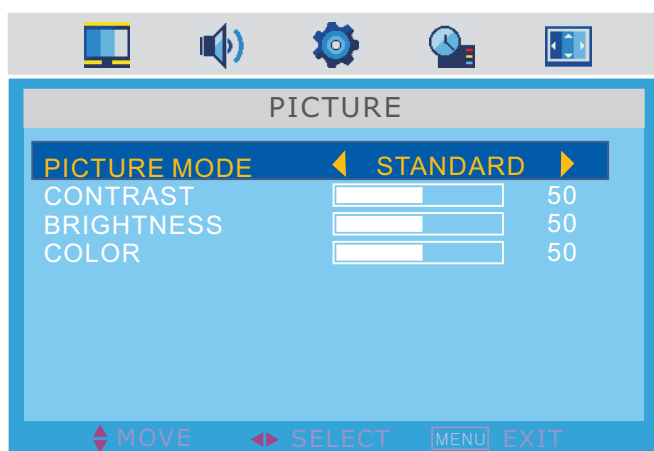 PICTURE
PICTURE MODE STANDARD
CONTRAST 50
BRIGHTNESS 50
COLOR 50
MOVE SELECT MENU EXIT